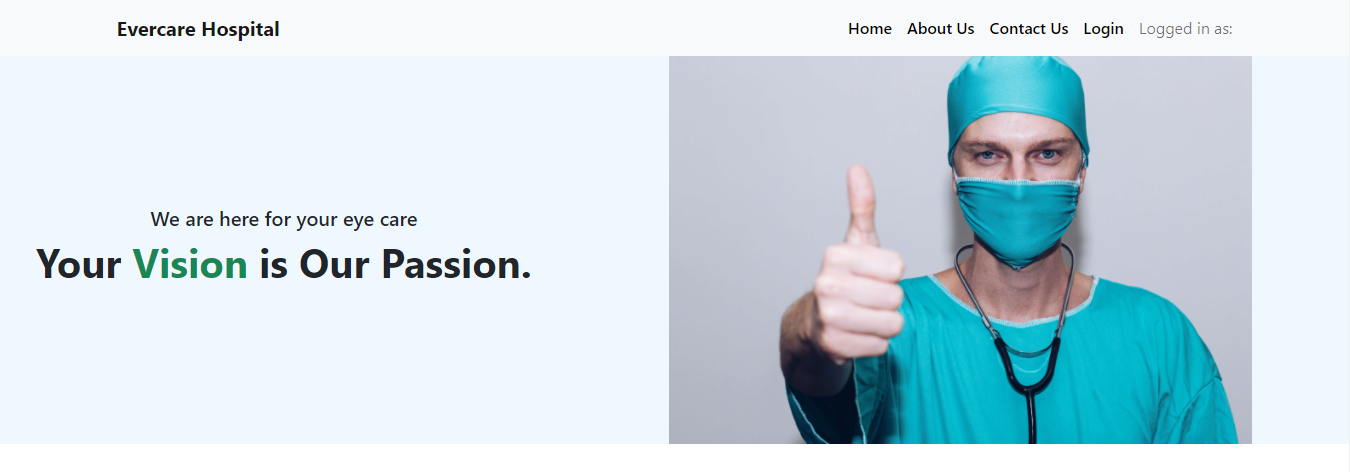 Evercare Hospital
Home About Us Contact Us Login Logged in as:
We are here for your eye care
Your Vision is Our Passion.